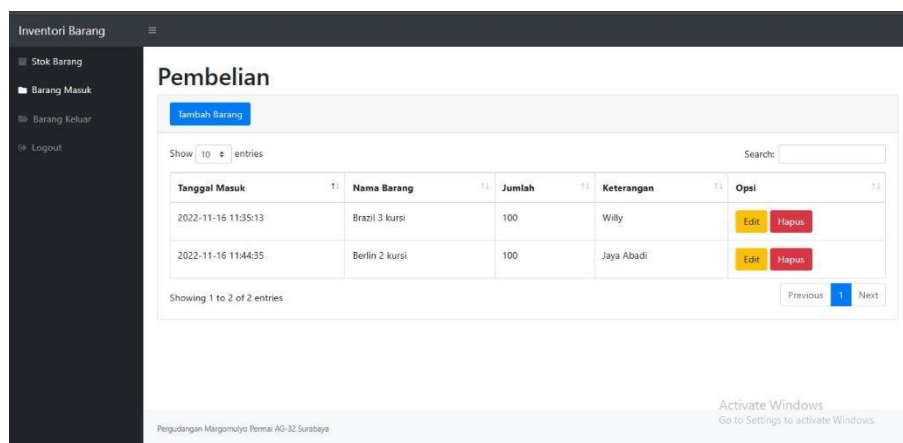 Inventori Barang
Stok Barang
Barang Masuk
Barang Keluar
Logout
Pembelian
Tambah Barang
Show 10 entries
Search:
Tanggal Masuk Nama Barang Jumlah Keterangan Opsi
2022-11-16 11:35:13 Brazil 3 kursi 100 Willy Edit Hapus
2022-11-16 11:44:35 Berlin 2 kursi 100 Jaya Abadi Edit Hapus
Showing 1 to 2 of 2 entries
Previous 1 Next
Activate Windows
Go to Settings to activate Windows.
Pergudangan Margomulyo Permai AG-32 Surabaya